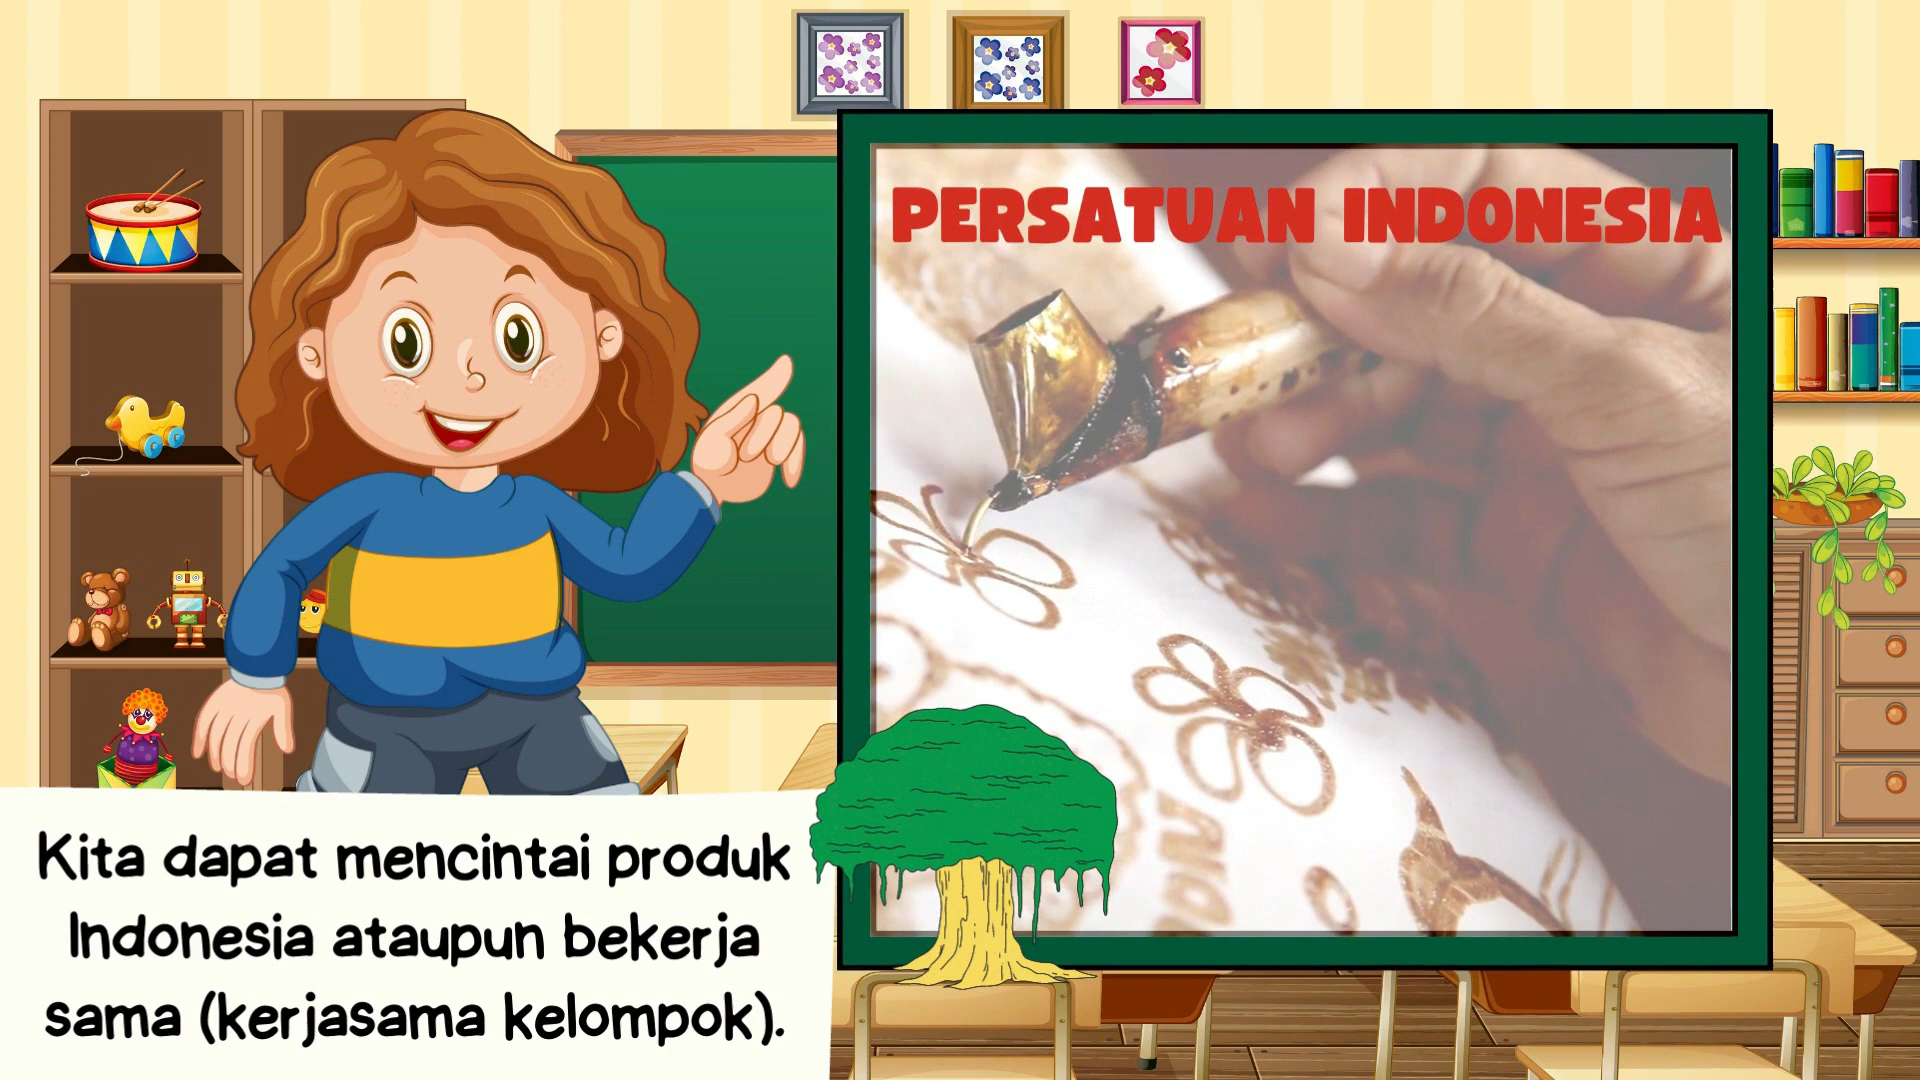 PERSATUAN INDONESIA
Kita dapat mencintai produk
Indonesia ataupun bekerja
sama (kerjasama kelompok).